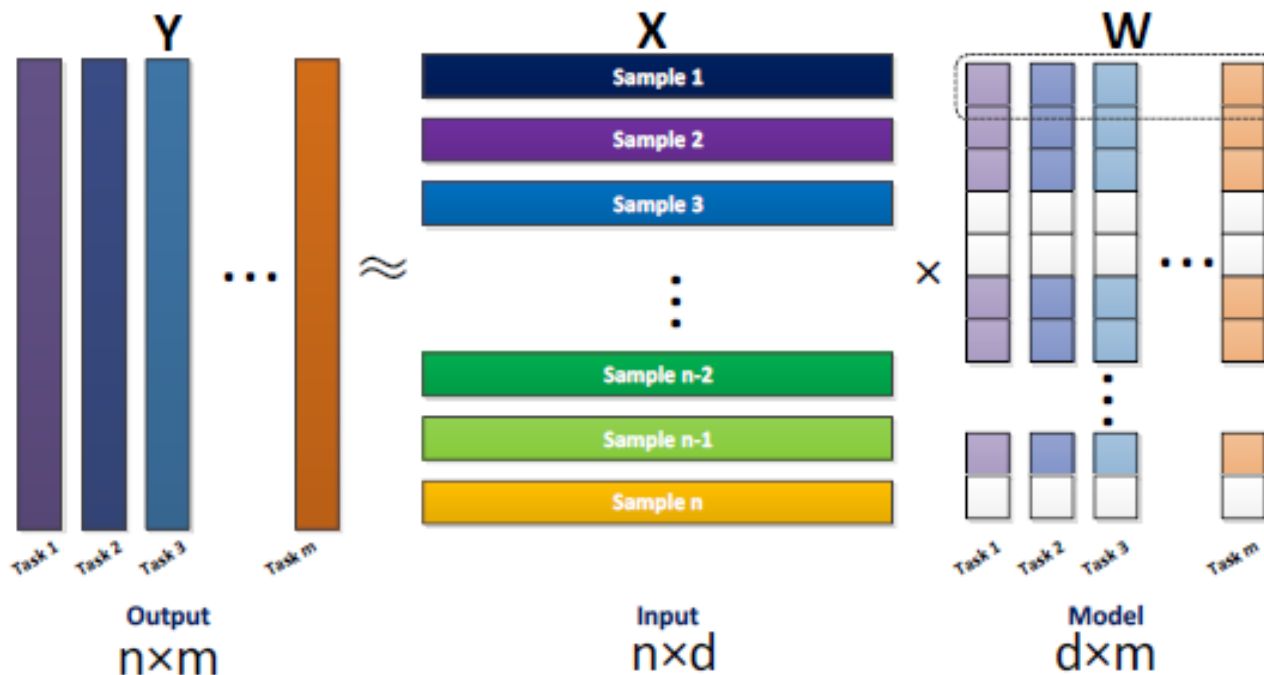 Y
X
W
Sample 1
Sample 2
Sample 3
...
≈
⋮
×
...
⋮
Sample n-2
Sample n-1
Sample n
Task 1
Task 2
Task 3
Task m
Task 1
Task 2
Task 3
Task m
Output
Input
Model
n×m
n×d
d×m